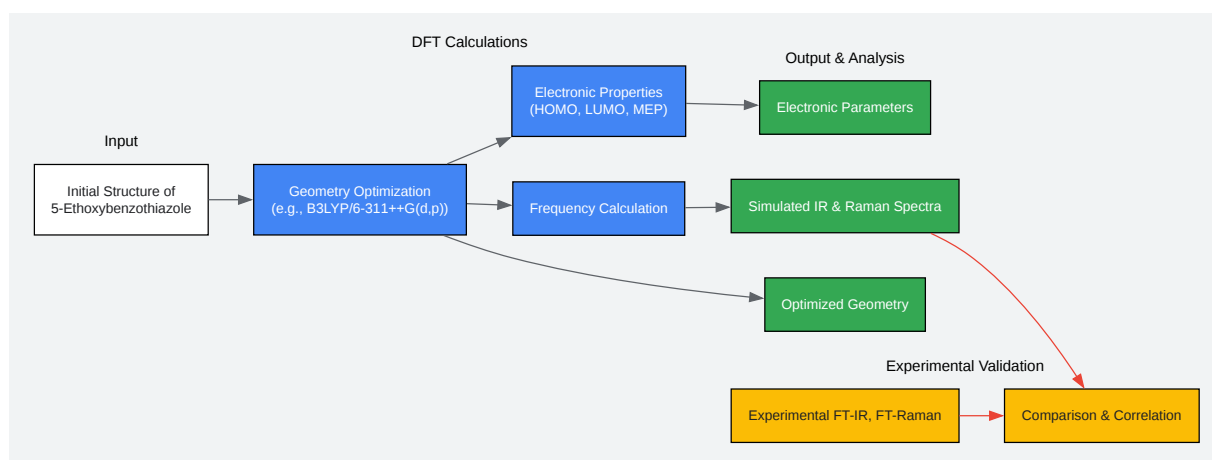 DFT Calculations
Output & Analysis
Electronic Properties
(HOMO, LUMO, MEP)
Electronic Parameters
Input
Initial Structure of
5-Ethoxybenzothiazole
Geometry Optimization
(e.g., B3LYP/6-311++G(d,p))
Frequency Calculation
Simulated IR & Raman Spectra
Optimized Geometry
Experimental Validation
Experimental FT-IR, FT-Raman
Comparison & Correlation